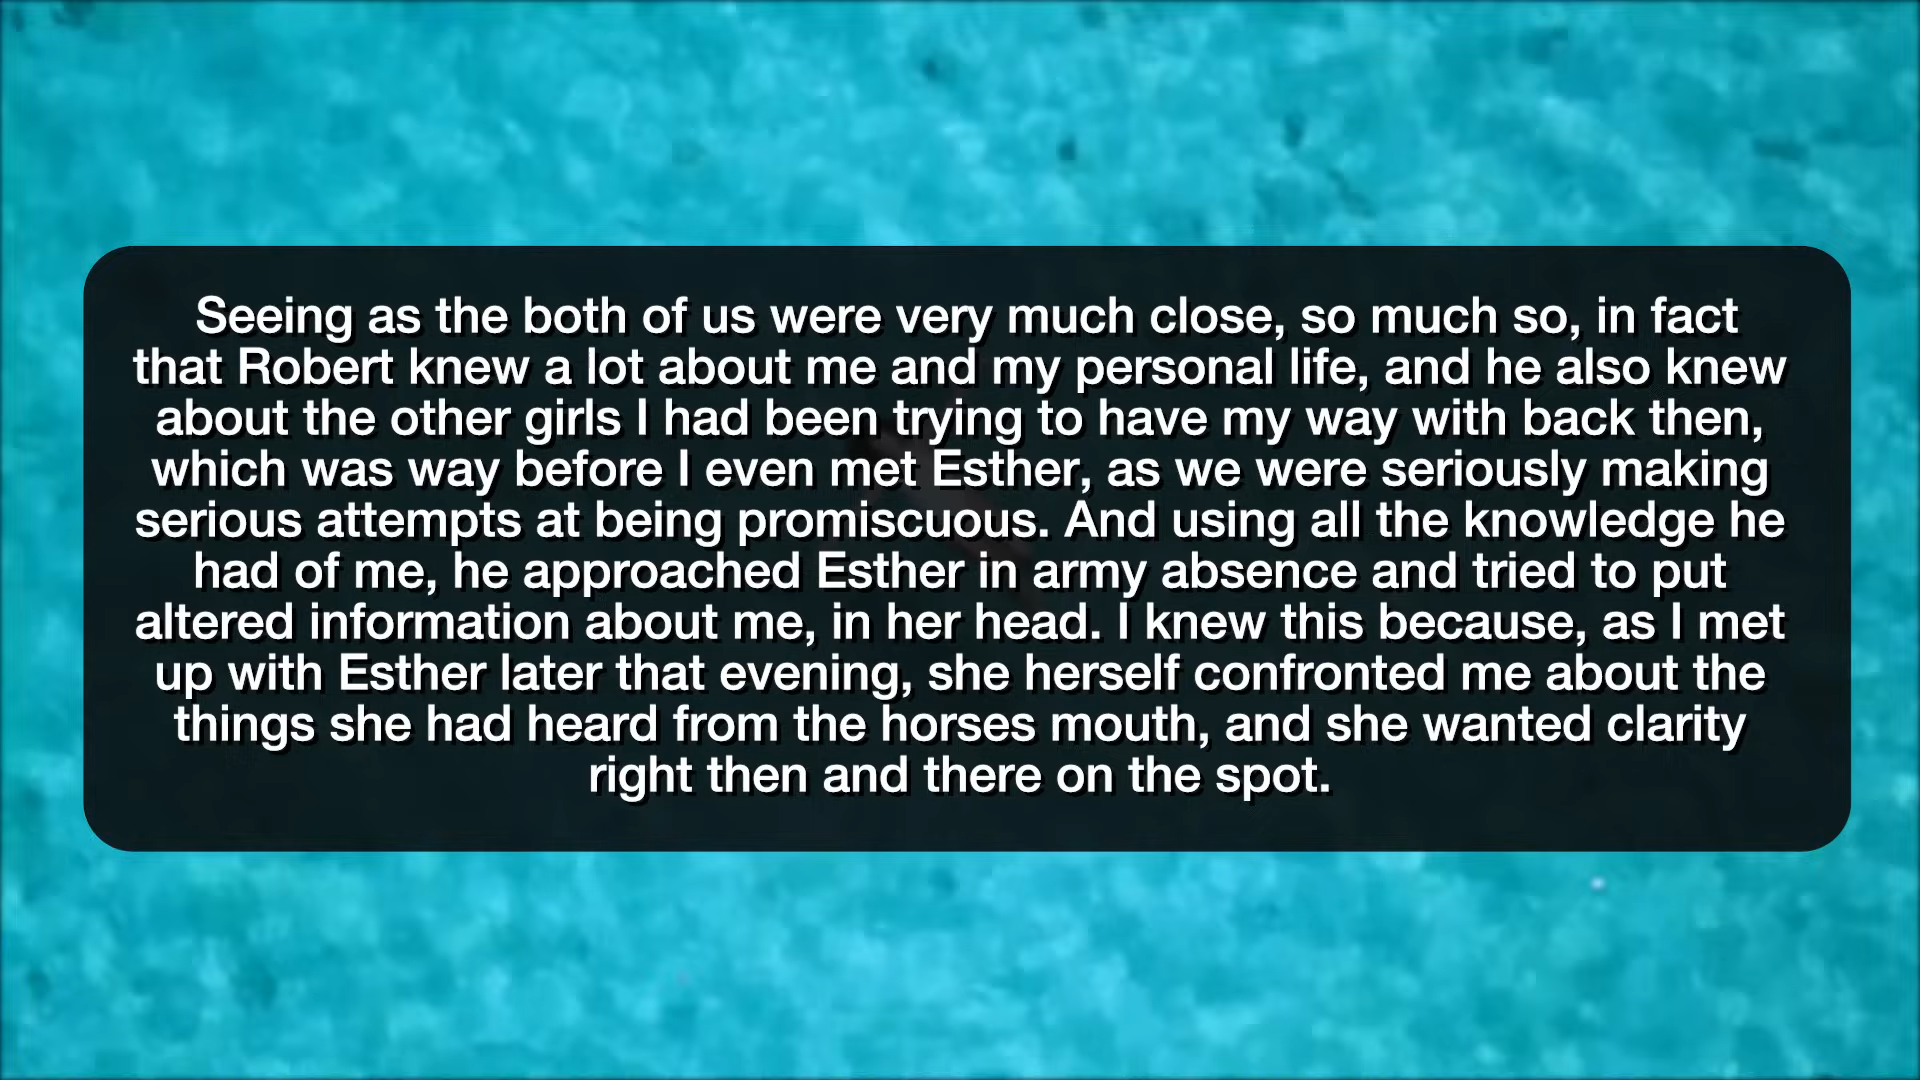 Seeing as the both of us were very much close, so much so, in fact
that Robert knew a lot about me and my personal life, and he also knew
about the other girls I had been trying to have my way with back then,
which was way before I even met Esther, as we were seriously making
serious attempts at being promiscuous. And using all the knowledge he
had of me, he approached Esther in army absence and tried to put
altered information about me, in her head. I knew this because, as I met
up with Esther later that evening, she herself confronted me about the
things she had heard from the horses mouth, and she wanted clarity
right then and there on the spot.